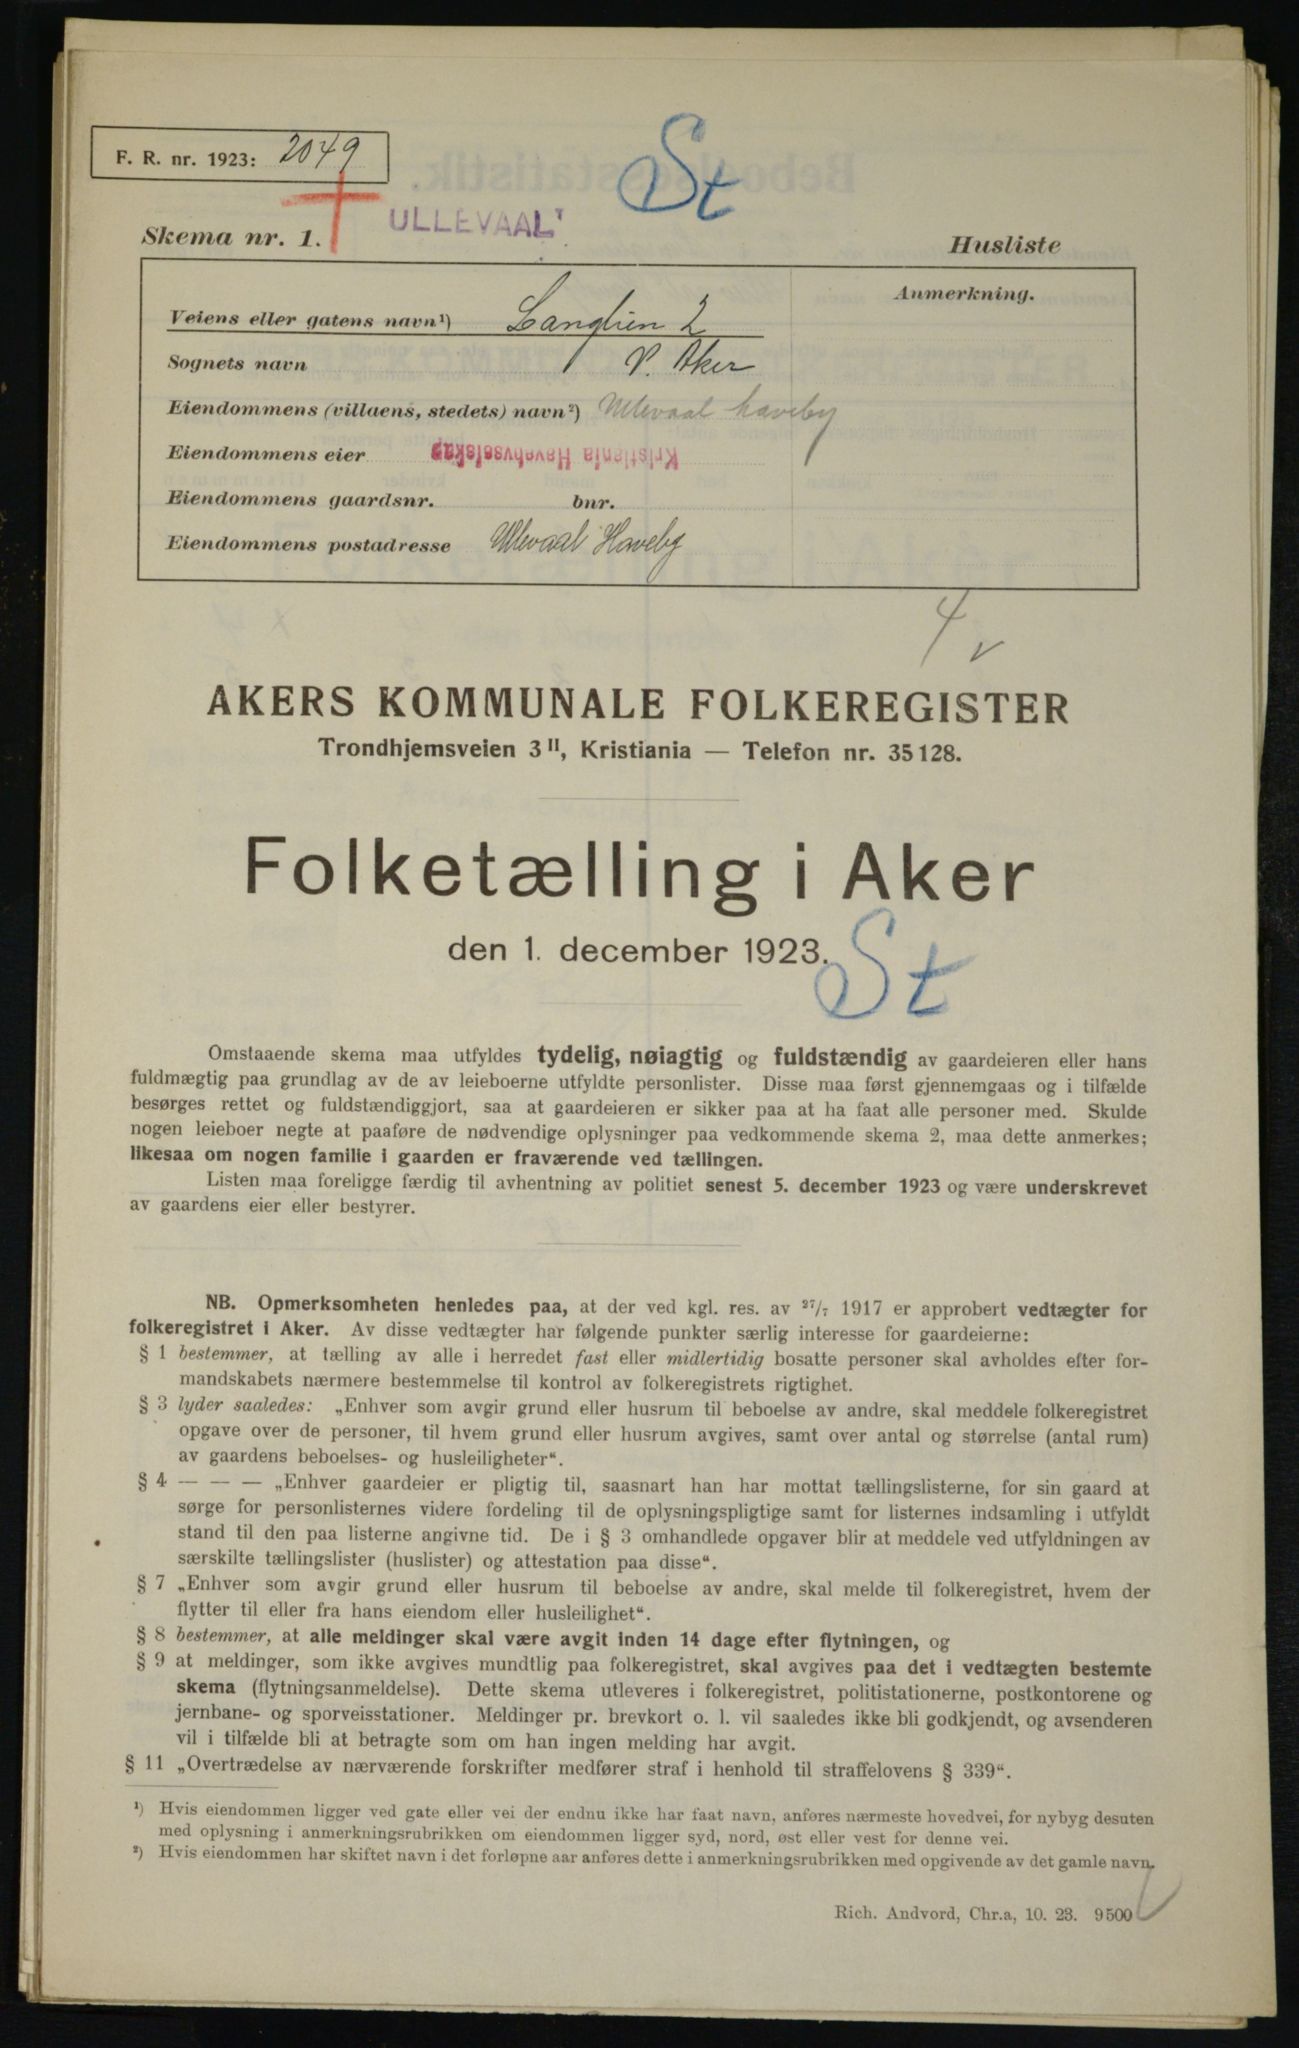 F. R. nr. 1923: 2049
St
ULLEVAAL
Skema nr. 1.
Husliste
Anmerkning.
Veiens eller gatens navn¹) Langlien 2
Sognets navn V. Aker
Eiendommens (villaens, stedets) navn²) Ullevaal haveby
Eiendommens eier Kristiania Havebyselskap
Eiendommens gaardsnr. bnr.
Eiendommens postadresse Ullevaal Haveby
4 v
AKERS KOMMUNALE FOLKEREGISTER
Trondhjemsveien 3 II, Kristiania — Telefon nr. 35128.
Folketælling i Aker
den 1. december 1923.
St
Omstaaende skema maa utfyldes tydelig, nøiagtig og fuldstændig av gaardeieren eller hans
fuldmægtig paa grundlag av de av leieboerne utfyldte personlister. Disse maa først gjennemgaas og i tilfælde
besørges rettet og fuldstændiggjort, saa at gaardeieren er sikker paa at ha faat alle personer med. Skulde
nogen leieboer negte at paaføre de nødvendige oplysninger paa vedkommende skema 2, maa dette anmerkes;
likesaa om nogen familie i gaarden er fraværende ved tællingen.
Listen maa foreligge færdig til avhentning av politiet senest 5. december 1923 og være underskrevet
av gaardens eier eller bestyrer.
NB. Opmerksomheten henledes paa, at der ved kgl. res. av 27/7 1917 er approbert vedtægter for
folkeregistret i Aker. Av disse vedtægter har følgende punkter særlig interesse for gaardeierne:
§ 1 bestemmer, at tælling av alle i herredet fast eller midlertidig bosatte personer skal avholdes efter for-
mandskabets nærmere bestemmelse til kontrol av folkeregistrets rigtighet.
§ 3 lyder saaledes: „Enhver som avgir grund eller husrum til beboelse av andre, skal meddele folkeregistret
opgave over de personer, til hvem grund eller husrum avgives, samt over antal og størrelse (antal rum)
av gaardens beboelses- og husleiligheter“.
§ 4 — — — „Enhver gaardeier er pligtig til, saasnart han har mottat tællingslisterne, for sin gaard at
sørge for personlisternes videre fordeling til de oplysningspligtige samt for listernes indsamling i utfyldt
stand til den paa listerne angivne tid. De i § 3 omhandlede opgaver blir at meddele ved utfyldningen av
særskilte tællingslister (huslister) og attestation paa disse“.
§ 7 „Enhver som avgir grund eller husrum til beboelse av andre, skal melde til folkeregistret, hvem der
flytter til eller fra hans eiendom eller husleilighet“.
§ 8 bestemmer, at alle meldinger skal være avgit inden 14 dage efter flytningen, og
§ 9 at meldinger, som ikke avgives mundtlig paa folkeregistret, skal avgives paa det i vedtægten bestemte
skema (flytningsanmeldelse). Dette skema utleveres i folkeregistret, politistationerne, postkontorene og
jernbane- og sporveisstationer. Meldinger pr. brevkort o. l. vil saaledes ikke bli godkjendt, og avsenderen
vil i tilfælde bli at betragte som om han ingen melding har avgit.
§ 11 „Overtrædelse av nærværende forskrifter medfører straf i henhold til straffelovens § 339“.
¹) Hvis eiendommen ligger ved gate eller vei der endnu ikke har faat navn, anføres nærmeste hovedvei, for nybyg desuten
med oplysning i anmerkningsrubrikken om eiendommen ligger syd, nord, øst eller vest for denne vei.
²) Hvis eiendommen har skiftet navn i det forløpne aar anføres dette i anmerkningsrubrikken med opgivende av det gamle navn.
Rich. Andvord, Chr.a, 10. 23. 9500